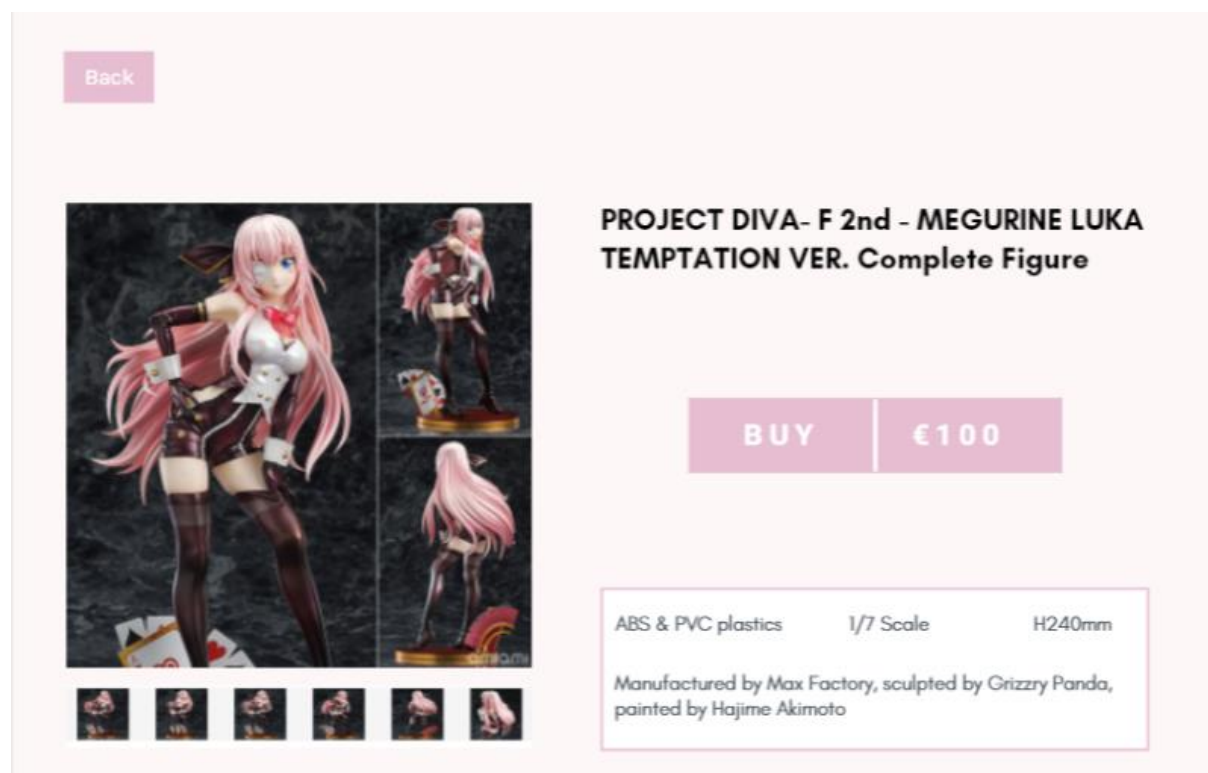 Back
PROJECT DIVA- F 2nd - MEGURINE LUKA
TEMPTATION VER. Complete Figure
BUY
€100
ABS & PVC plastics
1/7 Scale
H240mm
Manufactured by Max Factory, sculpted by Grizzry Panda,
painted by Hajime Akimoto
amiami